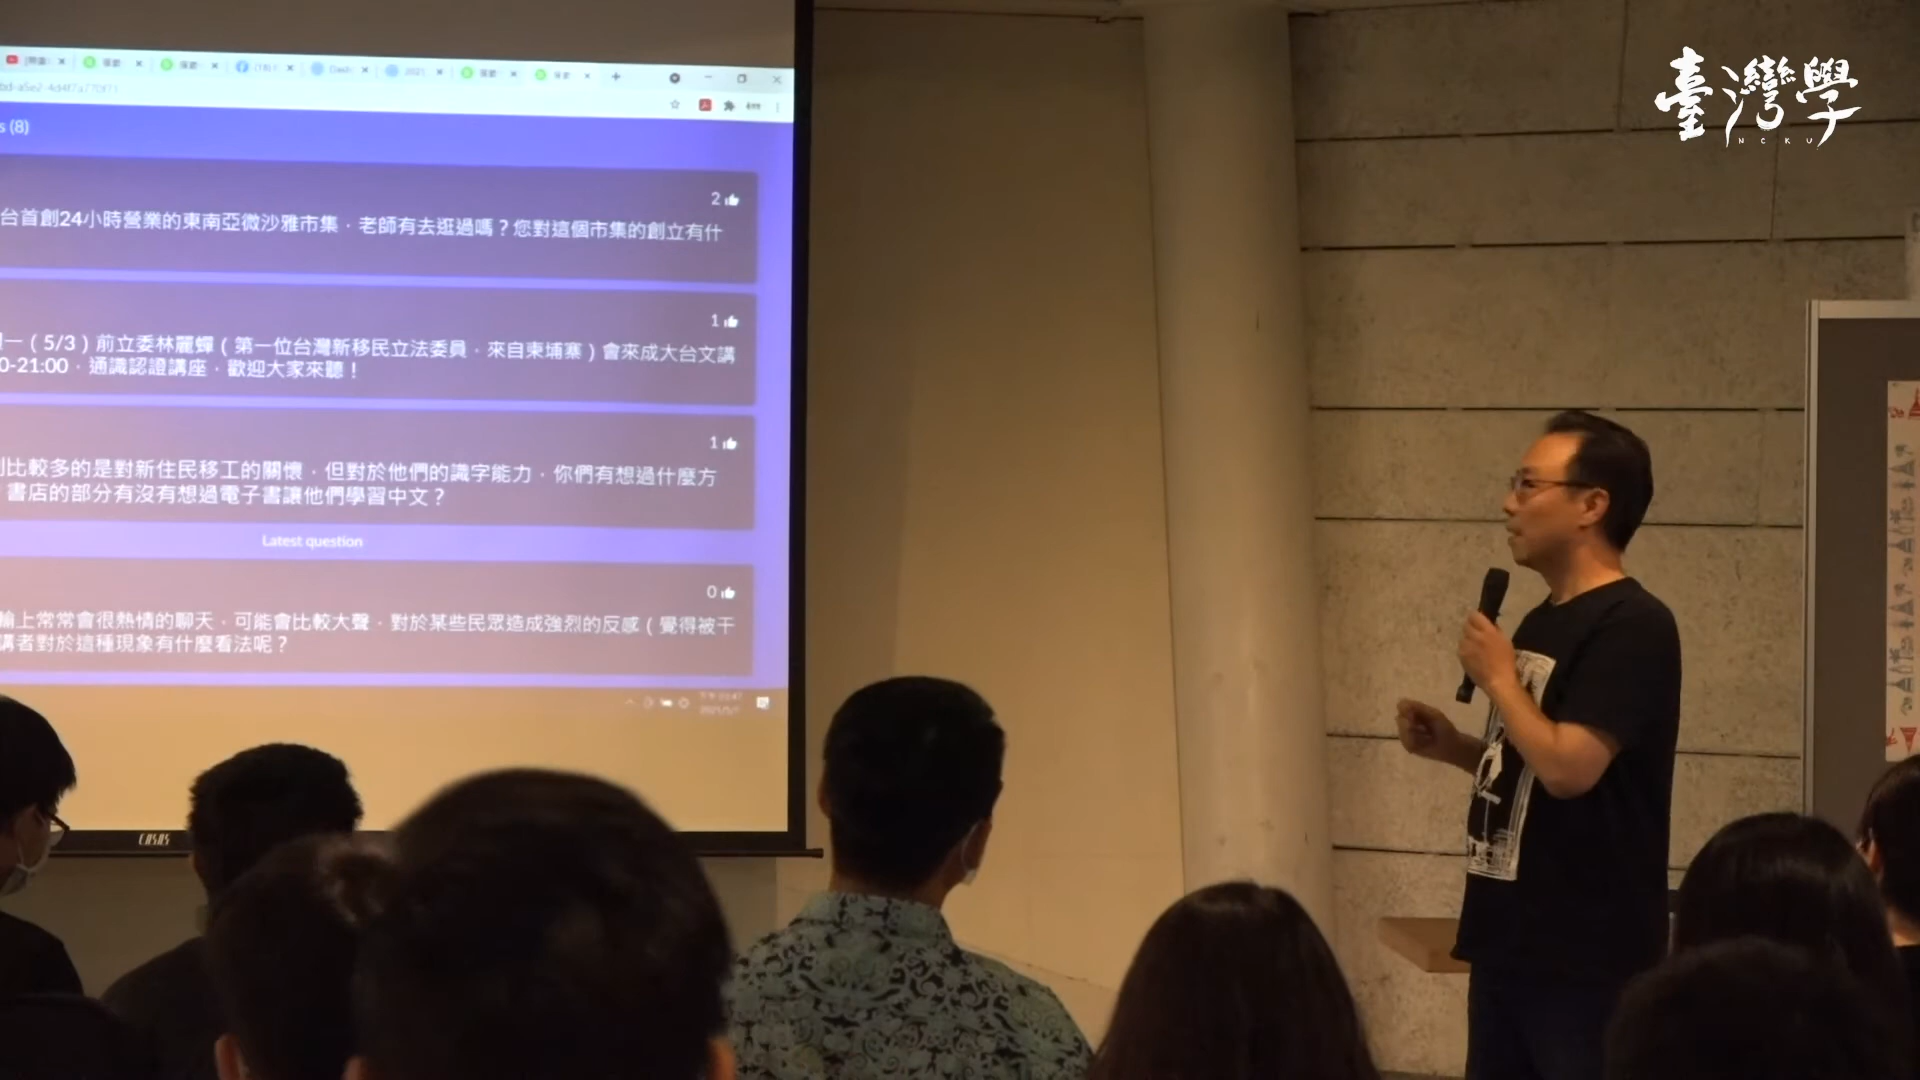 臺灣學
NCKU
bd-a5e2-4d4f7a770f71
s (8)
2
台首創24小時營業的東南亞微沙雅市集，老師有去逛過嗎？您對這個市集的創立有什
1
一（5/3）前立委林麗蟬（第一位台灣新移民立法委員，來自柬埔寨）會來成大台文講
0-21:00，通識認證講座，歡迎大家來聽！
1
比較多的是對新住民移工的關懷，但對於他們的識字能力，你們有想過什麼方
書店的部分有沒有想過電子書讓他們學習中文？
Latest question
0
輸上常常會很熱情的聊天，可能會比較大聲，對於某些民眾造成強烈的反感（覺得被干
講者對於這種現象有什麼看法呢？
CASOS